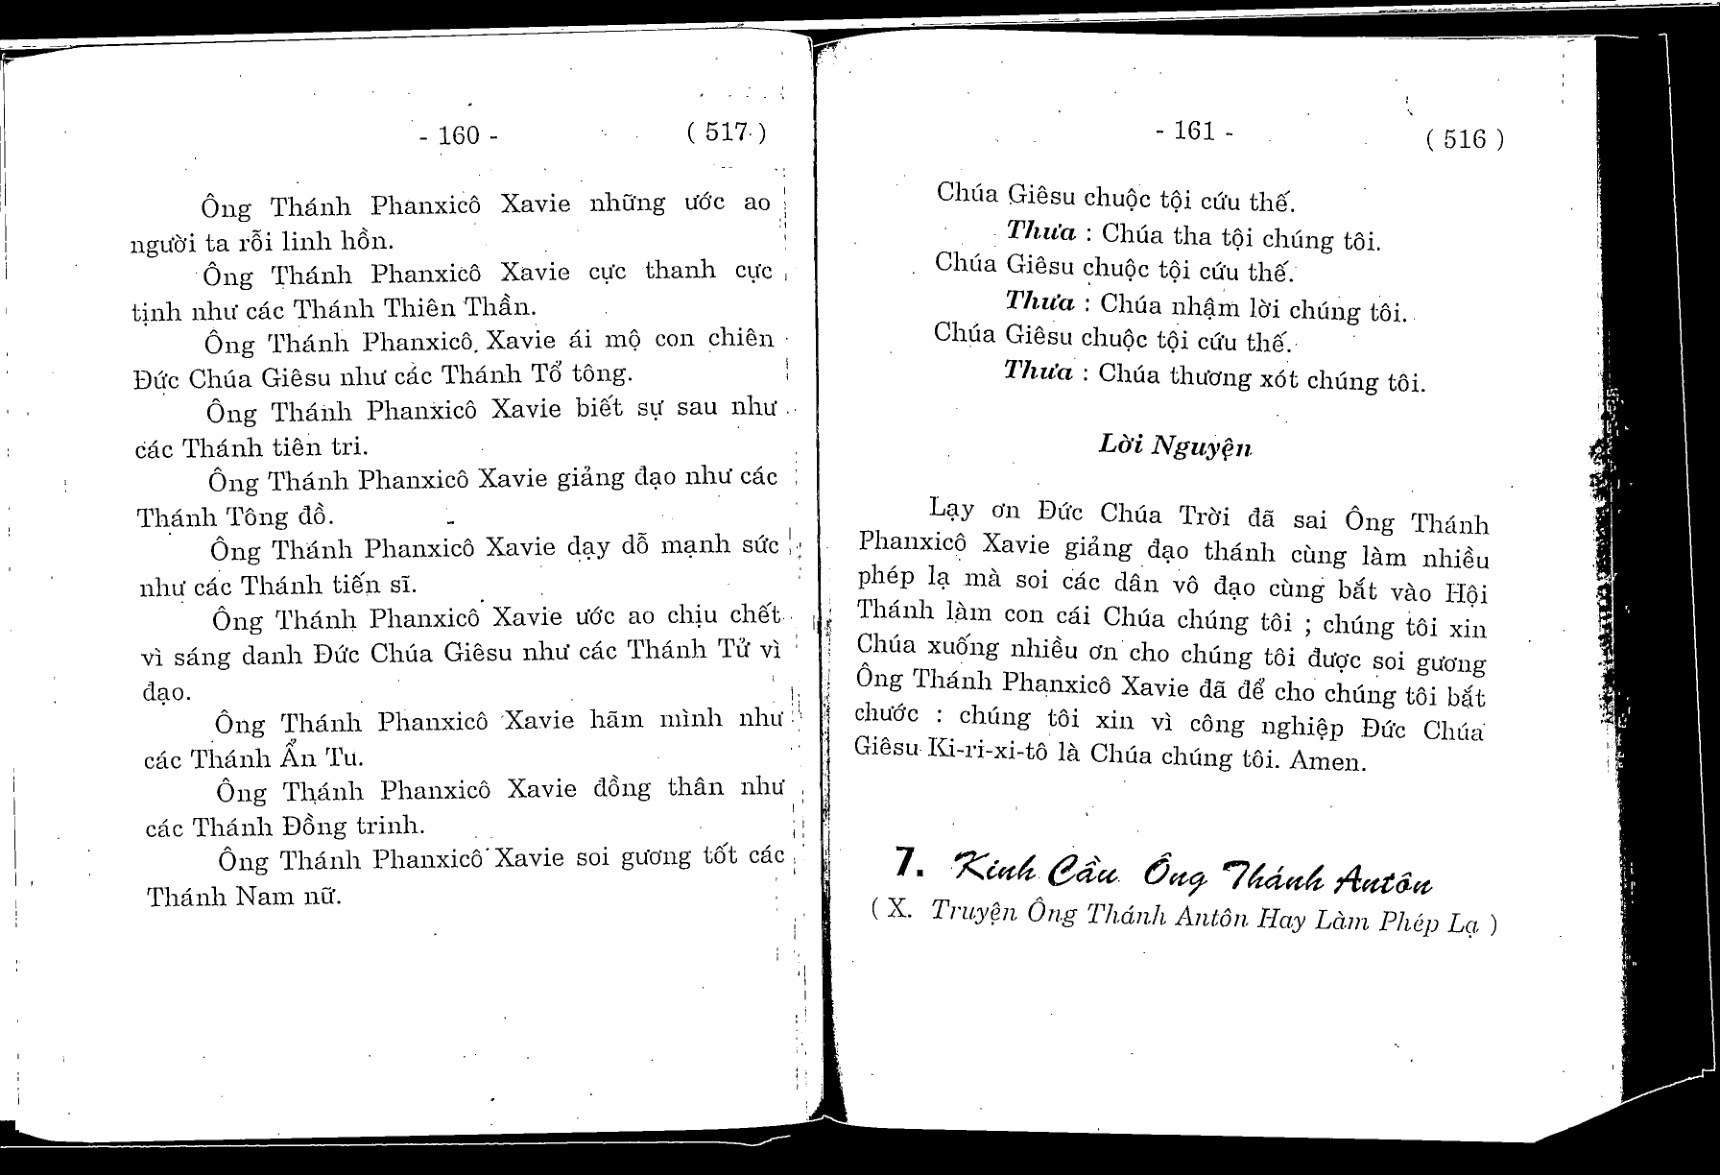 - 160 -
( 517 )
Ông Thánh Phanxicô Xavie những ước ao
người ta rỗi linh hồn.
Ông Thánh Phanxicô Xavie cực thanh cực
tịnh như các Thánh Thiên Thần.
Ông Thánh Phanxicô Xavie ái mộ con chiên
Đức Chúa Giêsu như các Thánh Tổ tông.
Ông Thánh Phanxicô Xavie biết sự sau như
các Thánh tiên tri.
Ông Thánh Phanxicô Xavie giảng đạo như các
Thánh Tông đồ.
Ông Thánh Phanxicô Xavie dạy dỗ mạnh sức
như các Thánh tiến sĩ.
Ông Thánh Phanxicô Xavie ước ao chịu chết
vì sáng danh Đức Chúa Giêsu như các Thánh Tử vì
đạo.
Ông Thánh Phanxicô Xavie hãm mình như
các Thánh Ẩn Tu.
Ông Thánh Phanxicô Xavie đồng thân như
các Thánh Đồng trinh.
Ông Thánh Phanxicô Xavie soi gương tốt các
Thánh Nam nữ.
- 161 -
( 516 )
Chúa Giêsu chuộc tội cứu thế.
Thưa : Chúa tha tội chúng tôi.
Chúa Giêsu chuộc tội cứu thế.
Thưa : Chúa nhậm lời chúng tôi.
Chúa Giêsu chuộc tội cứu thế.
Thưa : Chúa thương xót chúng tôi.
Lời Nguyện
Lạy ơn Đức Chúa Trời đã sai Ông Thánh
Phanxicô Xavie giảng đạo thánh cùng làm nhiều
phép lạ mà soi các dân vô đạo cùng bắt vào Hội
Thánh làm con cái Chúa chúng tôi ; chúng tôi xin
Chúa xuống nhiều ơn cho chúng tôi được soi gương
Ông Thánh Phanxicô Xavie đã để cho chúng tôi bắt
chước : chúng tôi xin vì công nghiệp Đức Chúa
Giêsu Ki-ri-xi-tô là Chúa chúng tôi. Amen.
7. Kinh Cầu Ông Thánh Antôn
( X. Truyện Ông Thánh Antôn Hay Làm Phép Lạ )